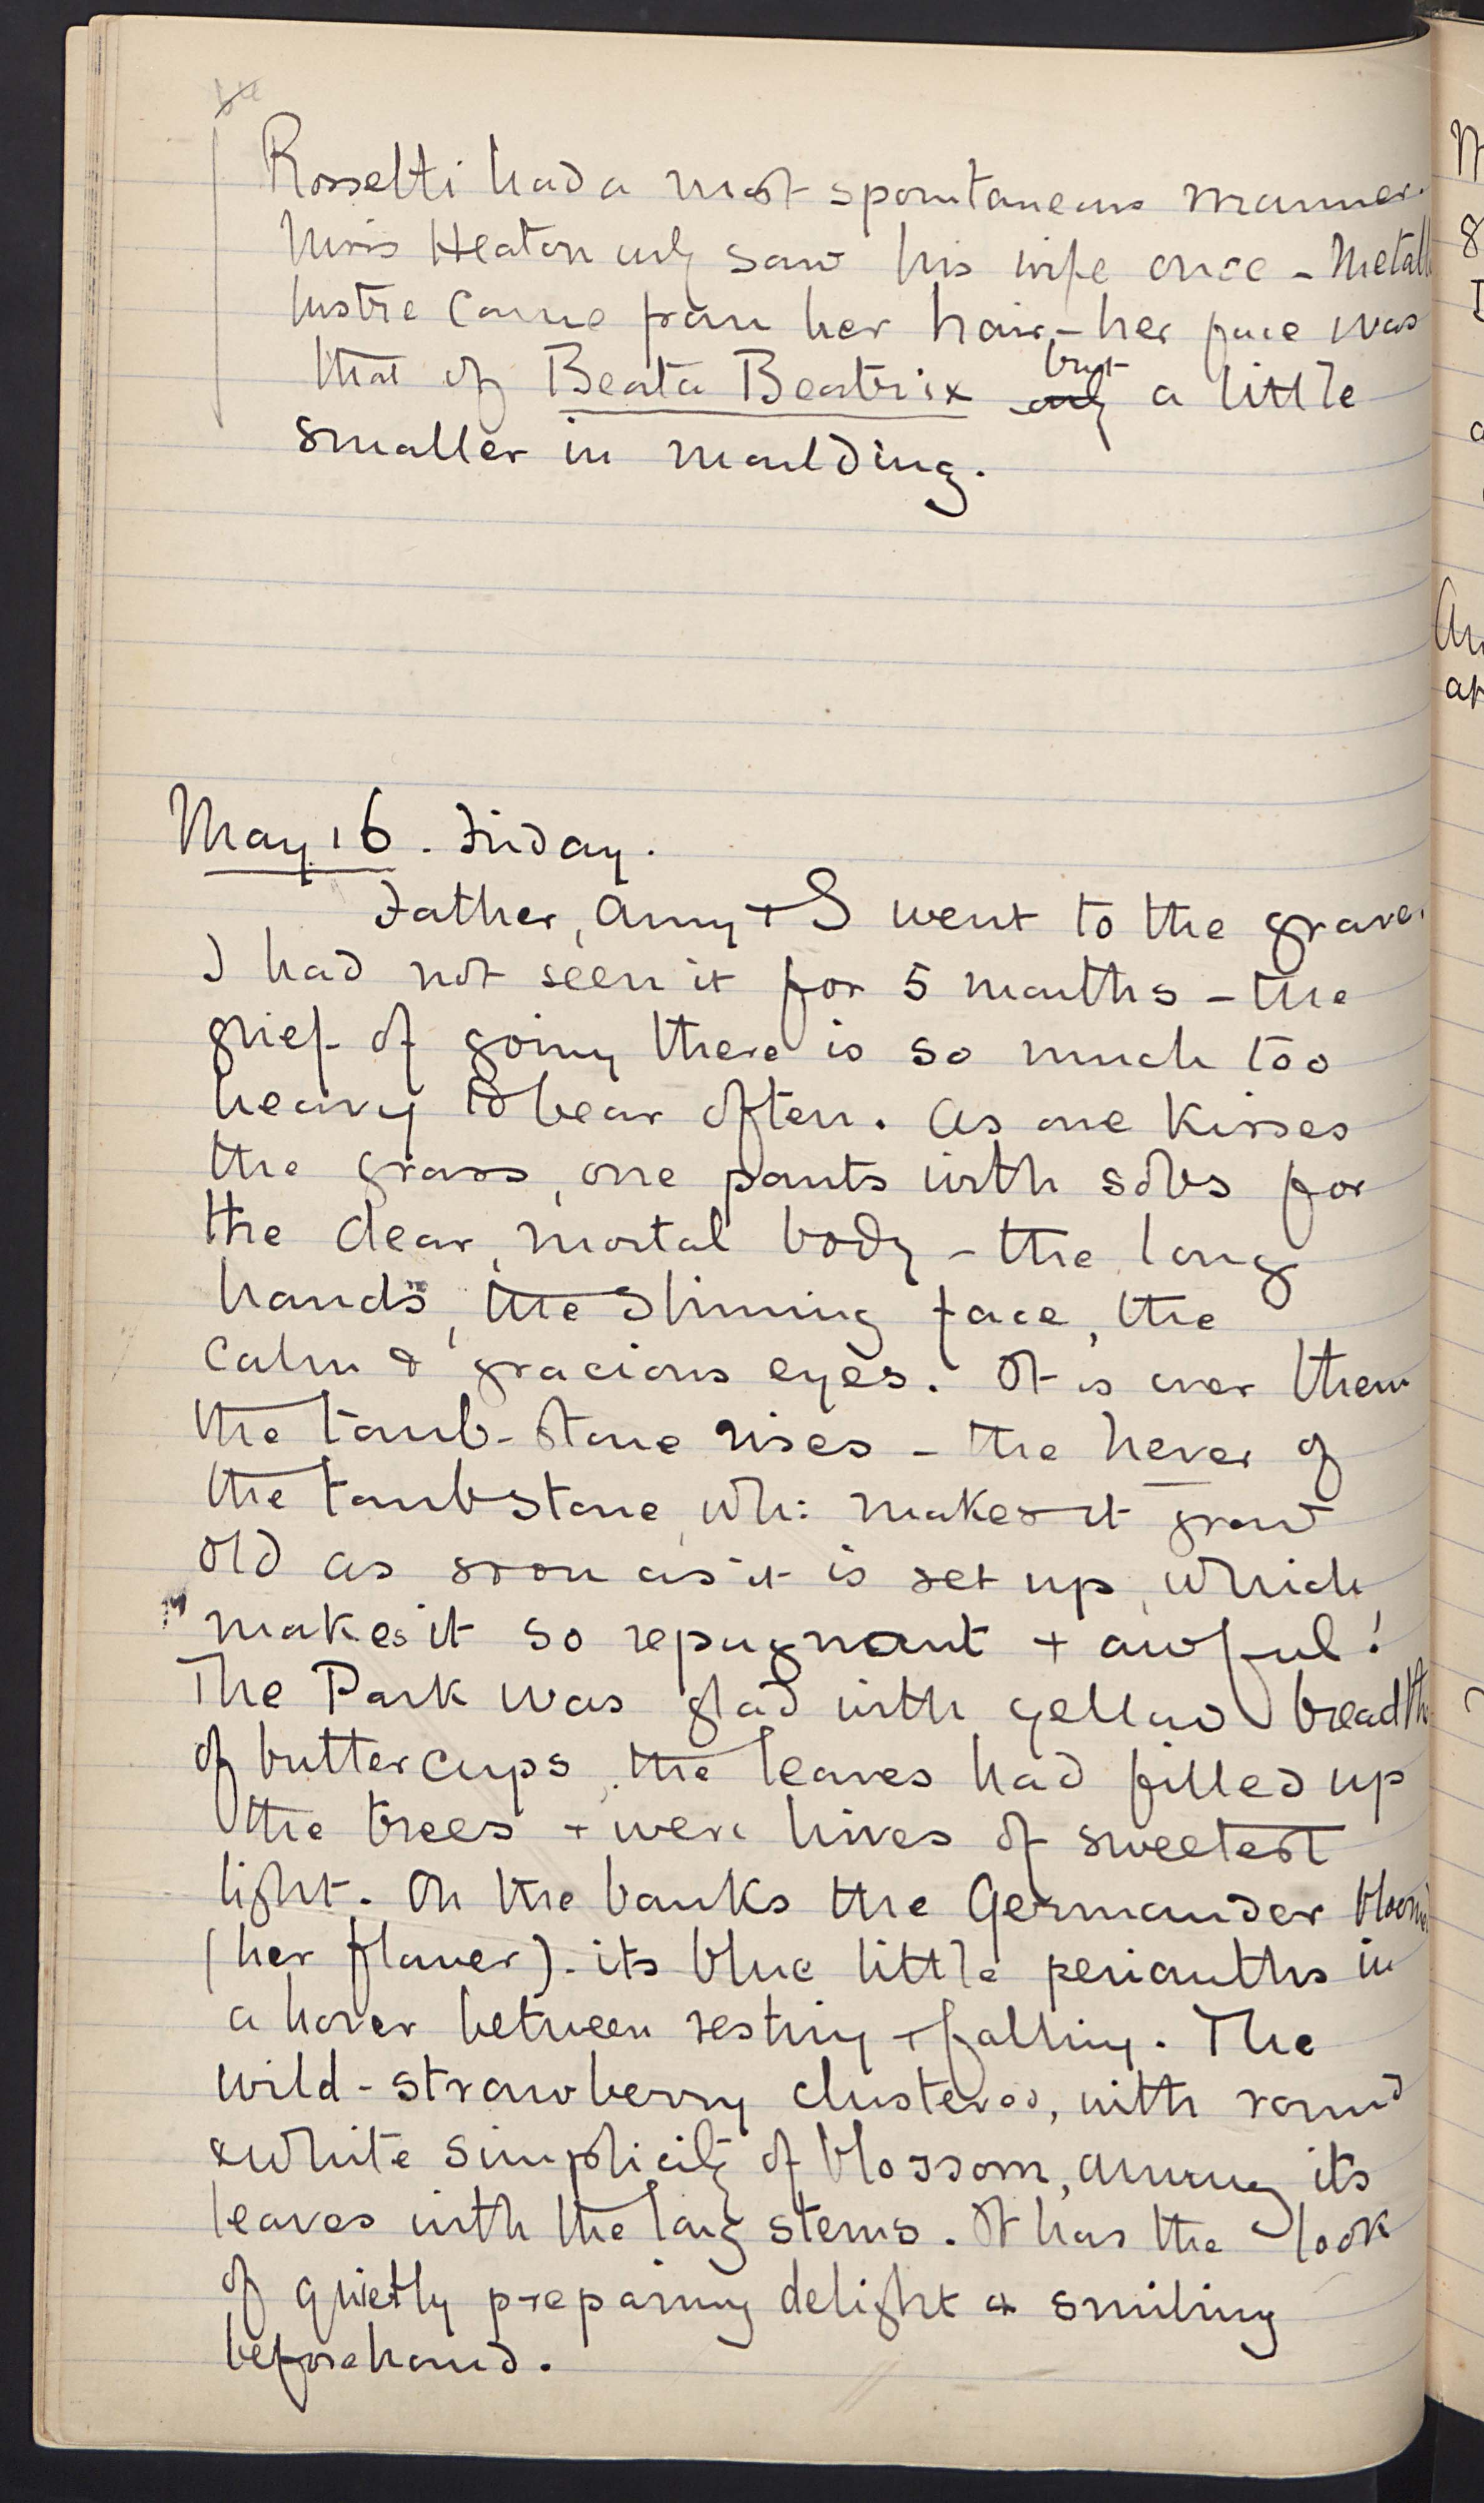 Rossetti had a most spontaneous manner.
Miss Heaton only saw his wife once – Metall
lustre came from her hair – her face was
that of Beata Beatrix only but a little
smaller in moulding.
May 16. Friday.
Father, Amy + I went to the grave.
I had not seen it for 5 months – the
grief of going there is so much too
heavy to bear often. As one kisses
the grass, one pants with sobs for
the dear, mortal body – the long
hands, the shining face, the
calm & gracious eyes. It is over them
the tomb-stone rises – the never of
the tombstone, wh: makes it grow
old as soon as it is set up, which
makes it so repugnant + awful!
The Park was glad with yellow breadth
of buttercups, the leaves had filled up
the trees + were hives of sweetest
light. On the banks the Germander bloomed
(her flower). its blue little perianths in
a hover between resting + falling. The
wild-strawberry clustered, with round
& white simplicity of blossom, among its
leaves with the long stems. It has the look
of quietly preparing delight & smiling
beforehand.